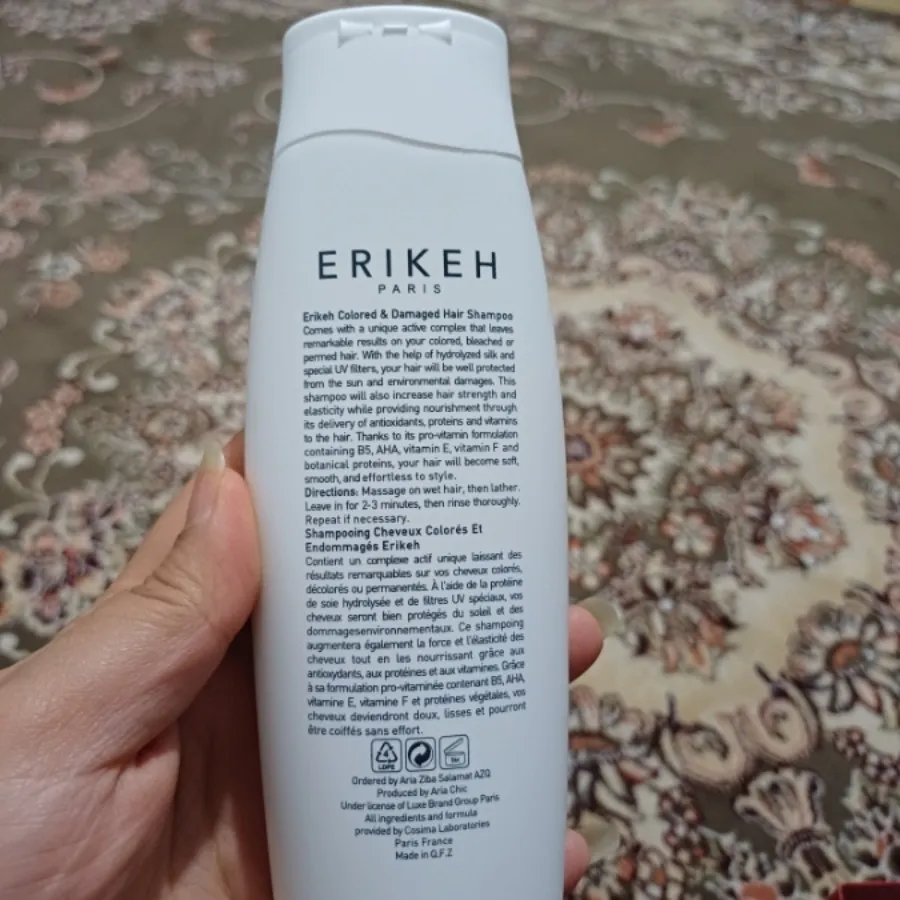 ERIKEH
PARIS
Erikeh Colored & Damaged Hair Shampoo
Comes with a unique active complex that leaves
remarkable results on your colored, bleached or
permed hair. With the help of hydrolyzed silk and
special UV filters, your hair will be well protected
from the sun and environmental damages. This
shampoo will also increase hair strength and
elasticity while providing nourishment through
its delivery of antioxidants, proteins and vitamins
to the hair. Thanks to its pro-vitamin formulation
containing B5, AHA, vitamin E, vitamin F and
botanical proteins, your hair will become soft,
smooth, and effortless to style.
Directions: Massage on wet hair, then lather.
Leave in for 2-3 minutes, then rinse thoroughly.
Repeat if necessary.
Shampooing Cheveux Colorés Et
Endommagés Erikeh
Contient un complexe actif unique laissant des
résultats remarquables sur vos cheveux colorés,
décolorés ou permanentés. À l'aide de la protéine
de soie hydrolysée et de filtres UV spéciaux, vos
cheveux seront bien protégés du soleil et des
dommagesenvironnementaux. Ce shampoing
augmentera également la force et l'élasticité des
cheveux tout en les nourrissant grâce aux
antioxydants, aux protéines et aux vitamines. Grâce
à sa formulation pro-vitaminée contenant B5, AHA,
vitamine E, vitamine F et protéines végétales, vos
cheveux deviendront doux, lisses et pourront
être coiffés sans effort.
4
LDPE
Ordered by Aria Ziba Salamat AZQ
Produced by Aria Chic
Under license of Luxe Brand Group Paris
All ingredients and formula
provided by Cosima Laboratories
Paris France
Made in Q.F.Z